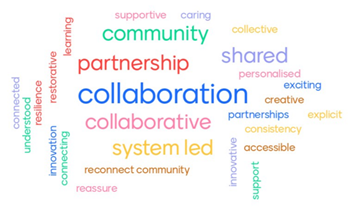 supportive caring
community
collective
learning
partnership
shared
personalised
connected
understood
resilience
restorative
collaboration
exciting
creative
collaborative
partnerships
explicit
consistency
innovation
connecting
system led
innovative
accessible
support
reconnect community
reassure